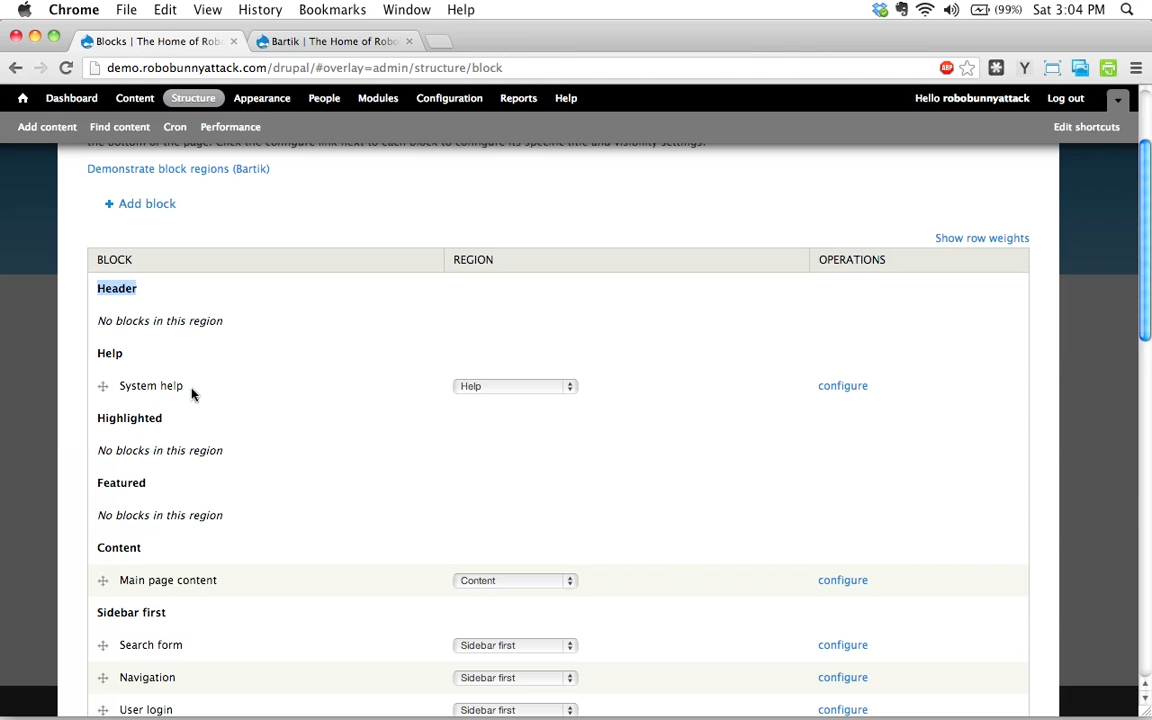 Chrome File Edit View History Bookmarks Window Help (99%) Sat 3:04 PM
Blocks | The Home of Rob Bartik | The Home of Robo
demo.robobunnyattack.com/drupal/#overlay=admin/structure/block ABP Y
Dashboard Content Structure Appearance People Modules Configuration Reports Help Hello robobunnyattack Log out
Add content Find content Cron Performance Edit shortcuts
the bottom of the page. Click the configure link next to each block to configure its specific title and visibility settings.
Demonstrate block regions (Bartik)
+ Add block
Show row weights
BLOCK REGION OPERATIONS
Header
No blocks in this region
Help
System help Help configure
Highlighted
No blocks in this region
Featured
No blocks in this region
Content
Main page content Content configure
Sidebar first
Search form Sidebar first configure
Navigation Sidebar first configure
User login Sidebar first configure